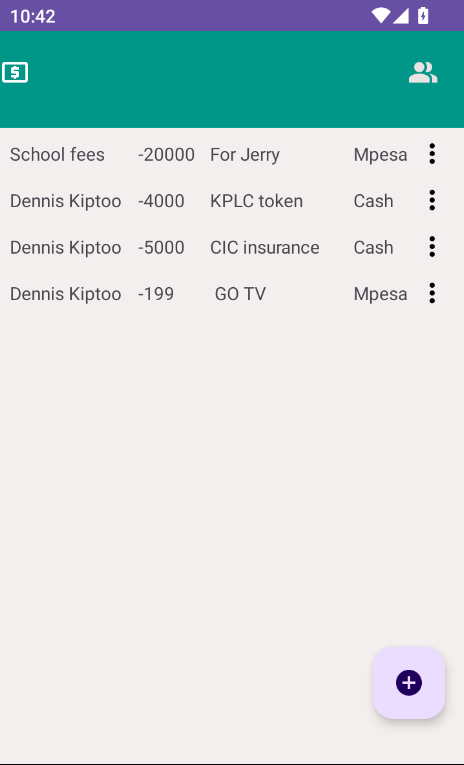 10:42
School fees -20000 For Jerry Mpesa
Dennis Kiptoo -4000 KPLC token Cash
Dennis Kiptoo -5000 CIC insurance Cash
Dennis Kiptoo -199 GO TV Mpesa